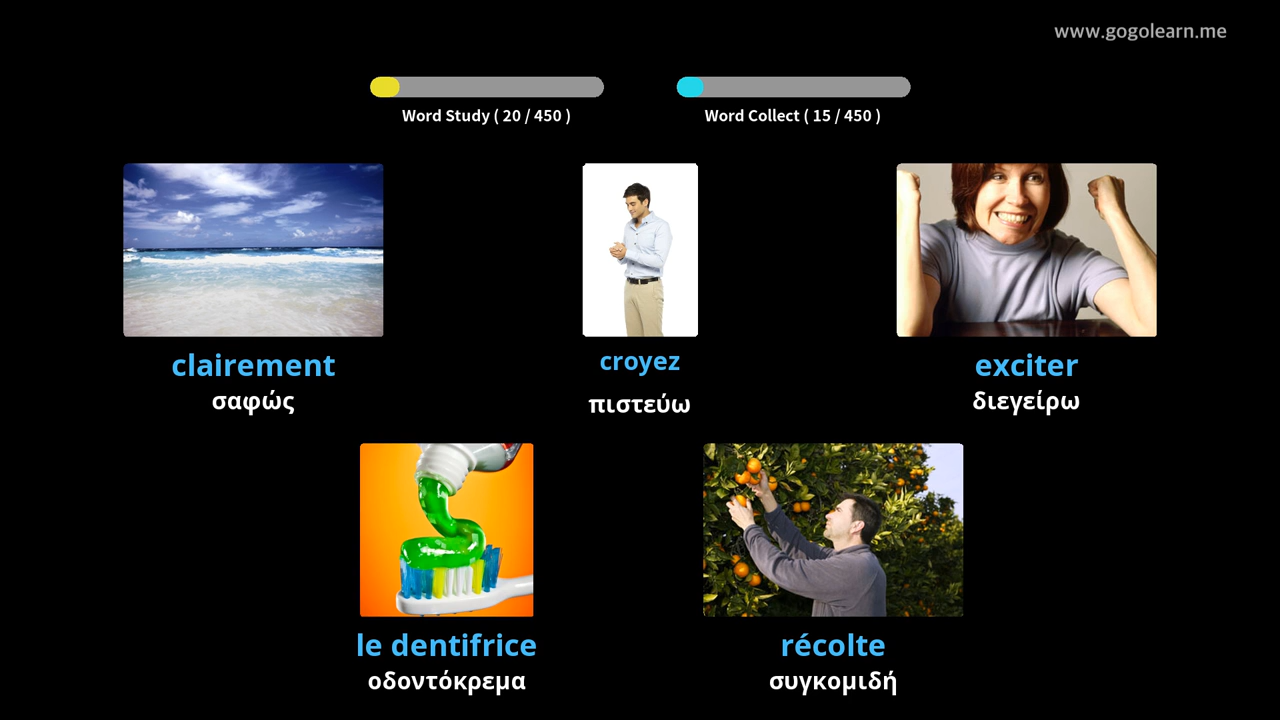 www.gogolearn.me
Word Study ( 20 / 450 )
Word Collect ( 15 / 450 )
clairement
σαφώς
croyez
πιστεύω
exciter
διεγείρω
le dentifrice
οδοντόκρεμα
récolte
συγκομιδή